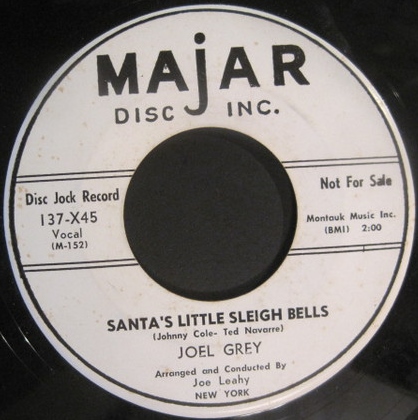 MAjAR
DISC INC.
Disc Jock Record
137-X45
Vocal
(M-152)
Not For Sale
Montauk Music Inc.
(BMI) 2:00
SANTA'S LITTLE SLEIGH BELLS
(Johnny Cole- Ted Navarre)
JOEL GREY
Arranged and Conducted By
Joe Leahy
NEW YORK